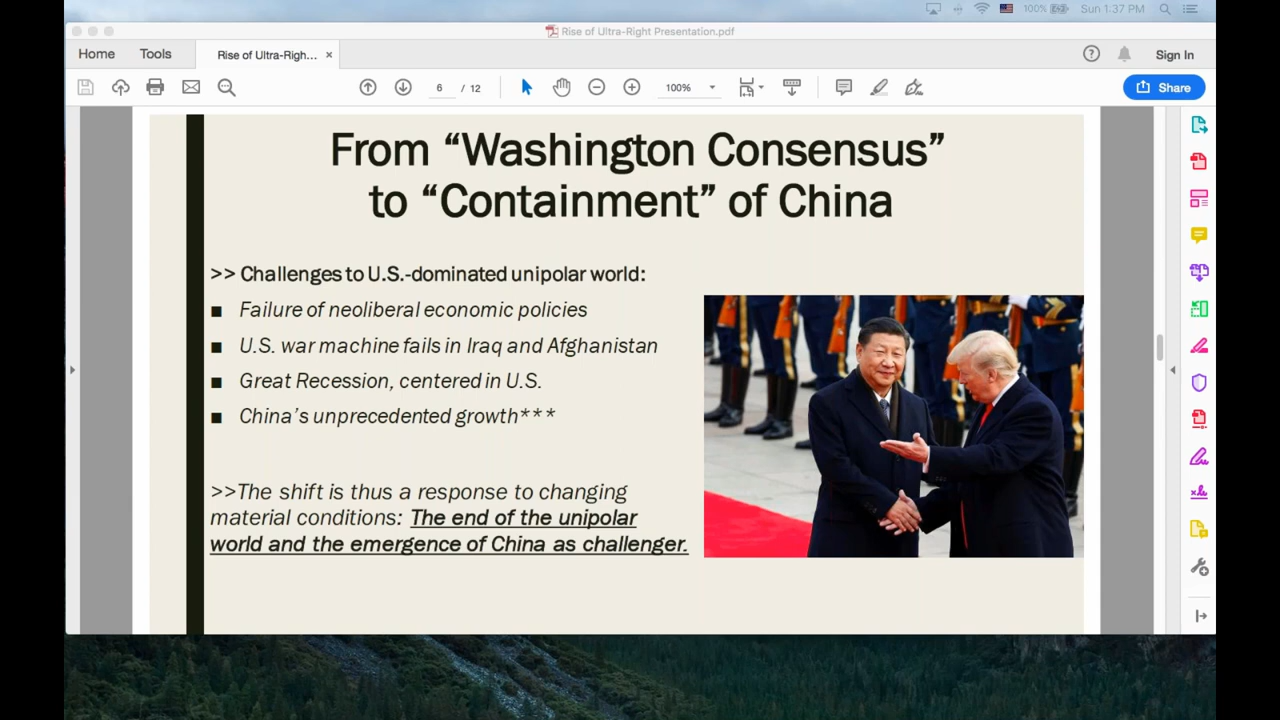 100%
Sun 1:37 PM
Rise of Ultra-Right Presentation.pdf
Home
Tools
Rise of Ultra-Righ... ×
Sign In
6 / 12
100%
Share
From “Washington Consensus”
to “Containment” of China
>> Challenges to U.S.-dominated unipolar world:
■ Failure of neoliberal economic policies
■ U.S. war machine fails in Iraq and Afghanistan
■ Great Recession, centered in U.S.
■ China’s unprecedented growth***
>>The shift is thus a response to changing
material conditions: The end of the unipolar
world and the emergence of China as challenger.